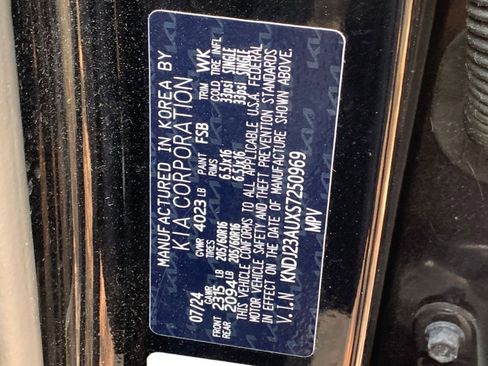 MANUFACTURED IN KOREA BY
KIA CORPORATION
07/24 GVWR 4023 LB PAINT FSB TRIM WK
GAWR TIRES RIMS COLD TIRE INFL
FRONT 2315 LB 205/60R16 6.5Jx16 33psi SINGLE
REAR 2094 LB 205/60R16 6.5Jx16 33psi SINGLE
THIS VEHICLE CONFORMS TO ALL APPLICABLE U.S.A. FEDERAL
MOTOR VEHICLE SAFETY AND THEFT PREVENTION STANDARDS
IN EFFECT ON THE DATE OF MANUFACTURE SHOWN ABOVE.
V.I.N KNDJ23AUXS7250969
MPV